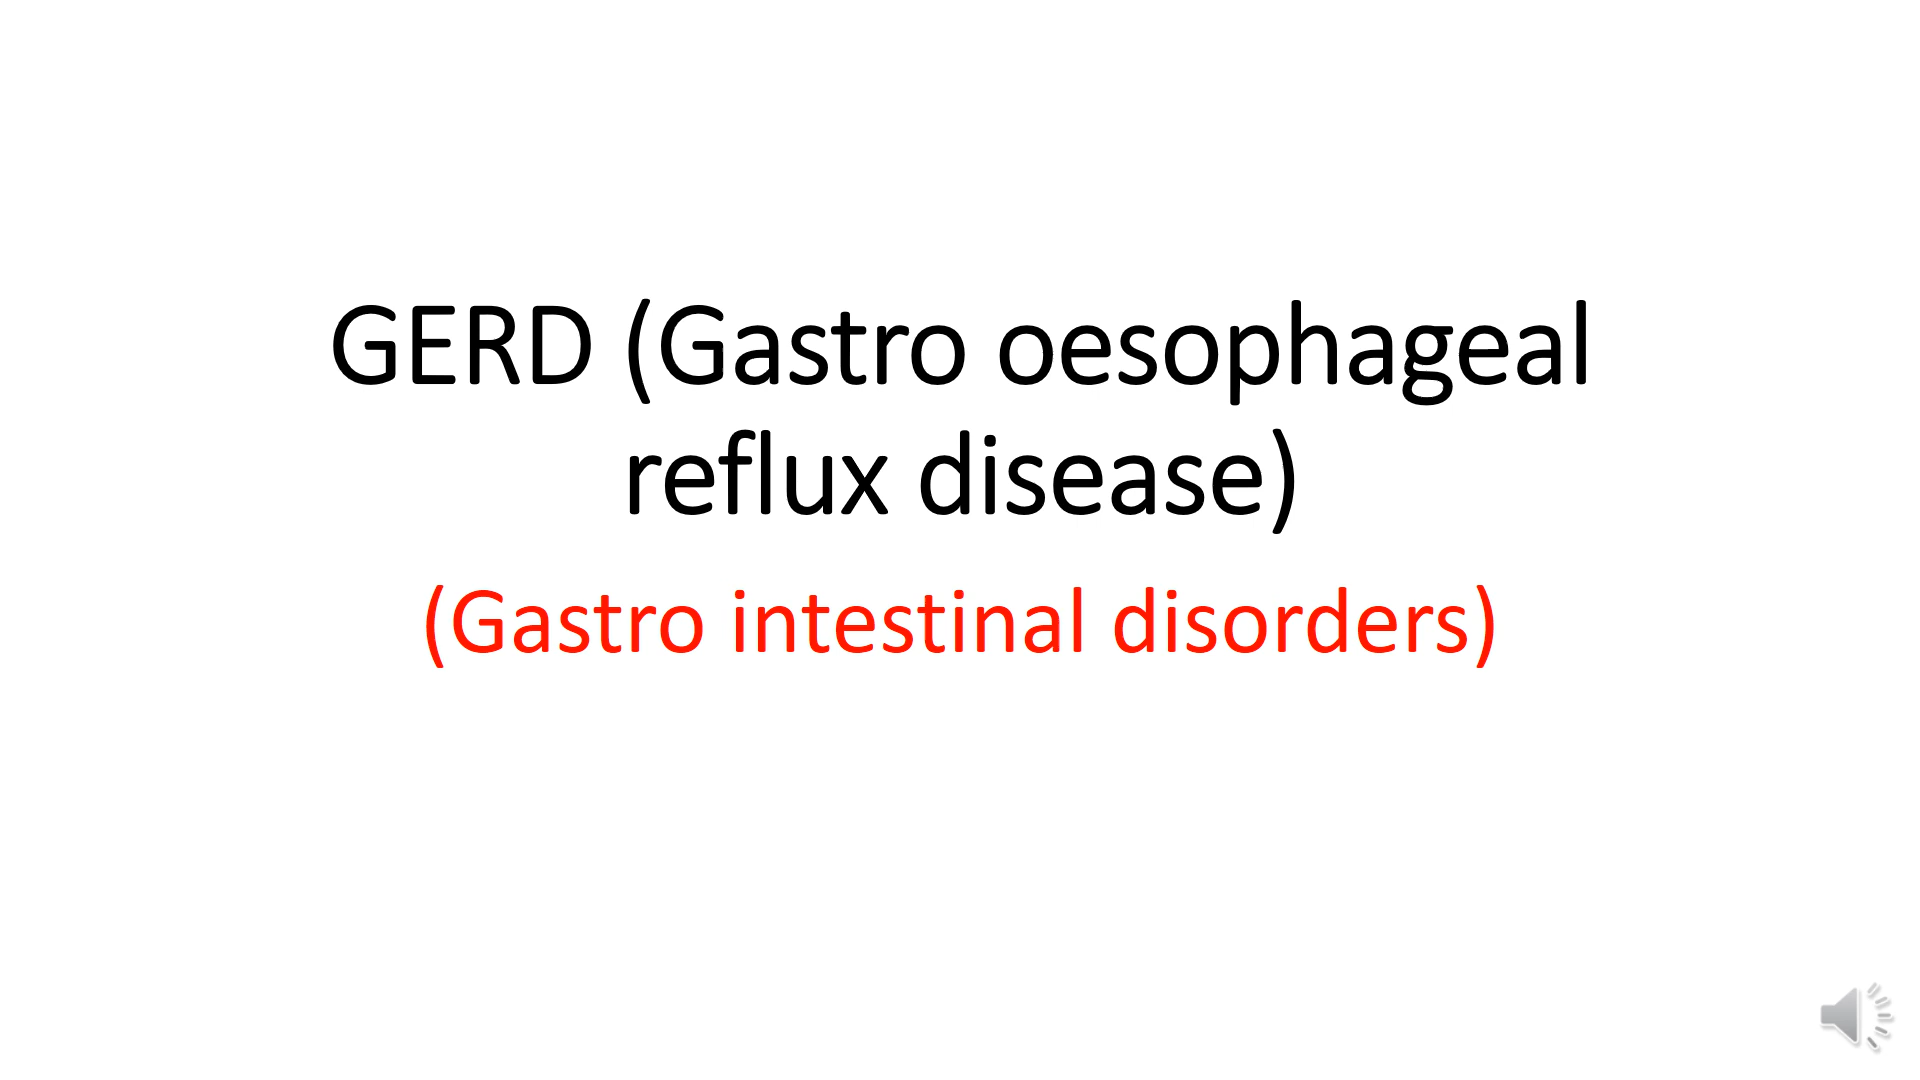 GERD (Gastro oesophageal
reflux disease)
(Gastro intestinal disorders)